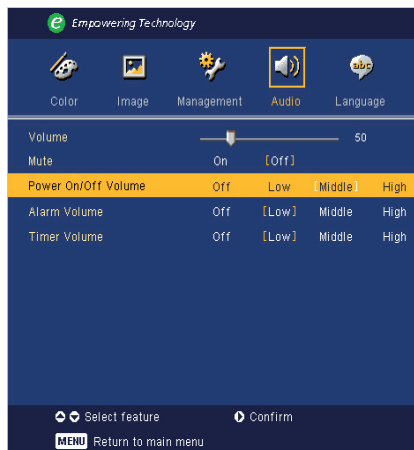 e Empowering Technology
abc
Color Image Management Audio Language
Volume 50
Mute On [Off]
Power On/Off Volume Off Low [Middle] High
Alarm Volume Off [Low] Middle High
Timer Volume Off [Low] Middle High
Select feature Confirm
MENU Return to main menu